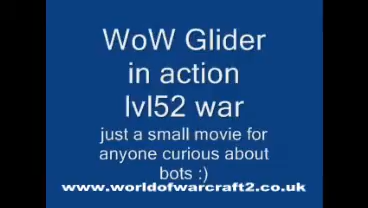 WoW Glider
in action
lvl52 war
just a small movie for
anyone curious about
bots :)
www.worldofwarcraft2.co.uk